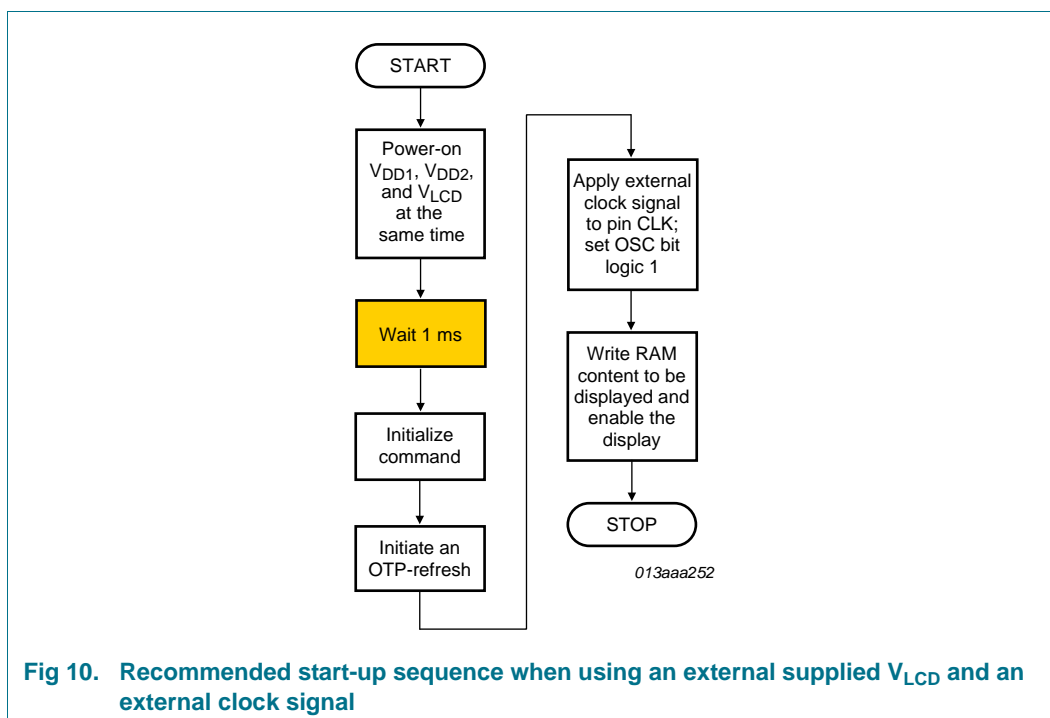 START
Power-on
VDD1, VDD2,
and VLCD
at the
same time
Wait 1 ms
Initialize
command
Initiate an
OTP-refresh
Apply external
clock signal
to pin CLK;
set OSC bit
logic 1
Write RAM
content to be
displayed and
enable the
display
STOP
013aaa252
Fig 10. Recommended start-up sequence when using an external supplied VLCD and an
external clock signal